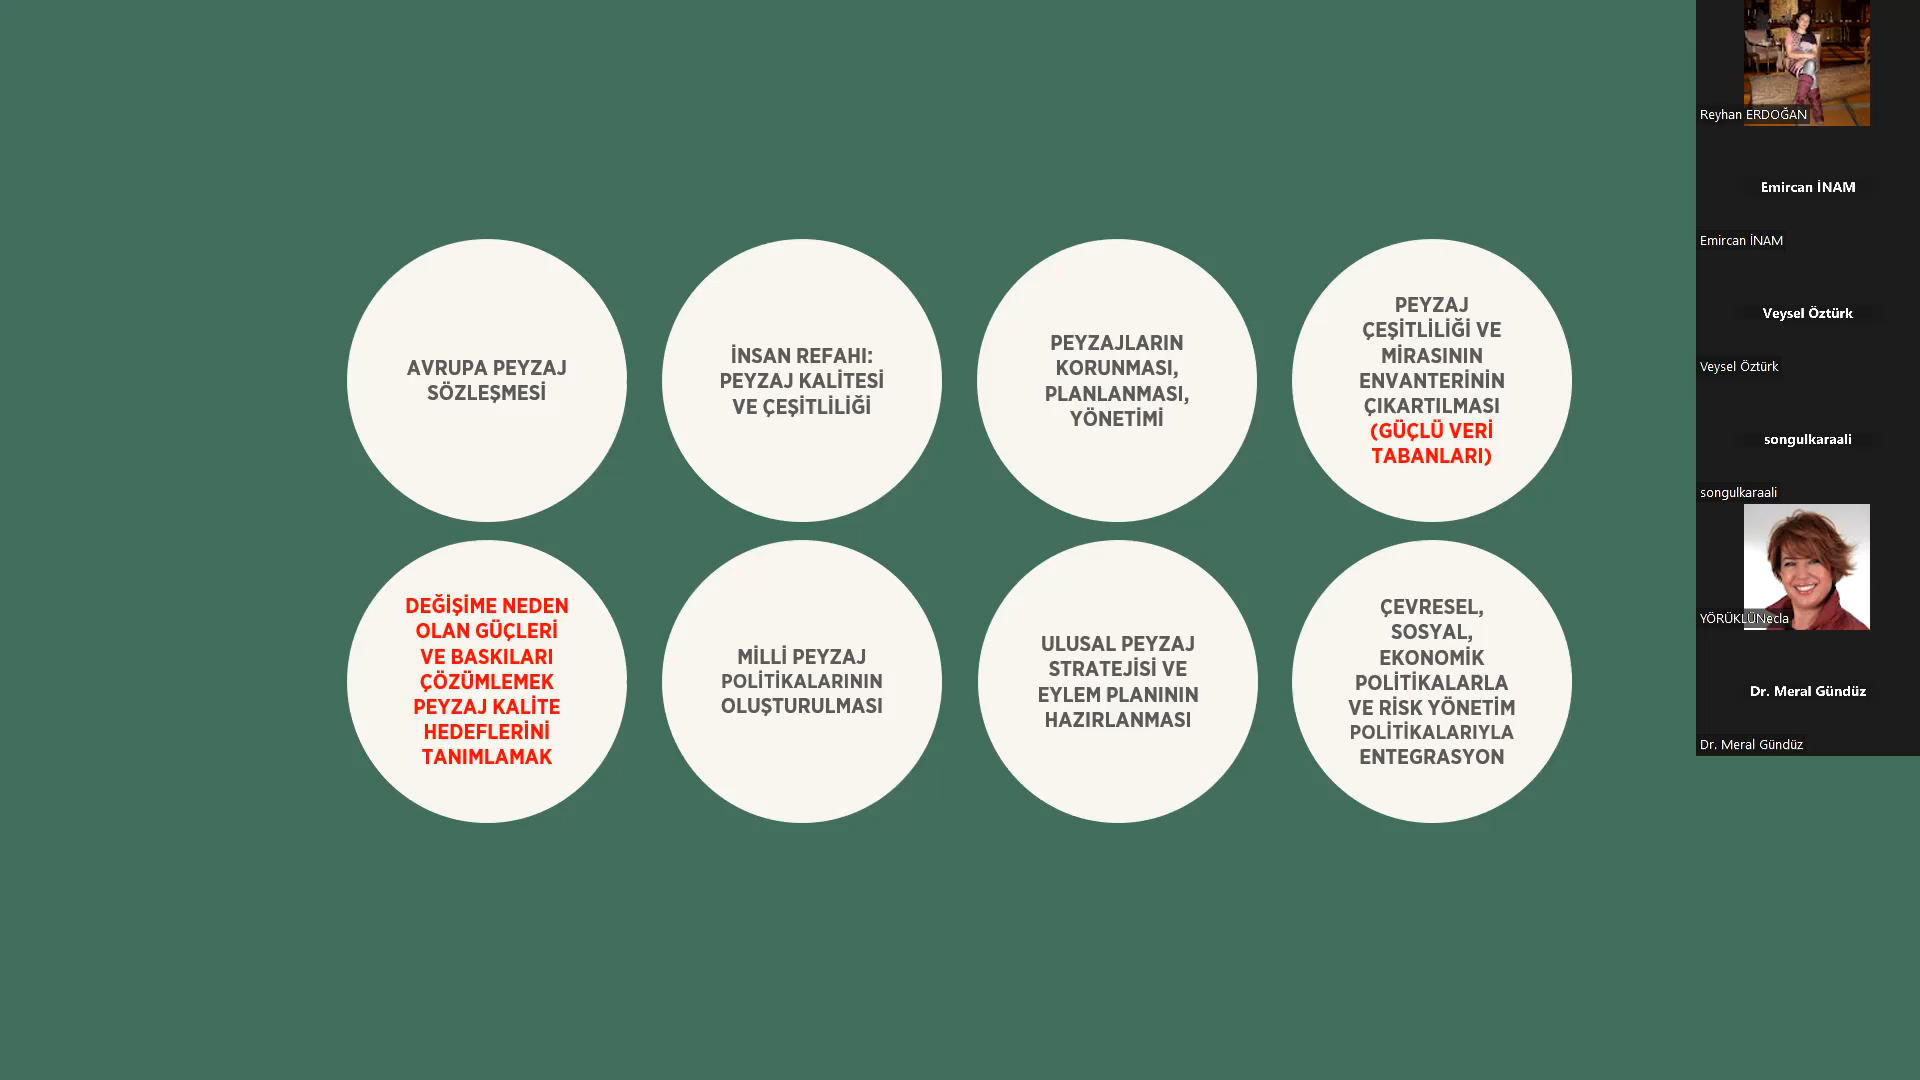 AVRUPA PEYZAJ
SÖZLEŞMESİ
İNSAN REFAHI:
PEYZAJ KALİTESİ
VE ÇEŞİTLİLİĞİ
PEYZAJLARIN
KORUNMASI,
PLANLANMASI,
YÖNETİMİ
PEYZAJ
ÇEŞİTLİLİĞİ VE
MİRASININ
ENVANTERİNİN
ÇIKARTILMASI
(GÜÇLÜ VERİ
TABANLARI)
DEĞİŞİME NEDEN
OLAN GÜÇLERİ
VE BASKILARI
ÇÖZÜMLEMEK
PEYZAJ KALİTE
HEDEFLERİNİ
TANIMLAMAK
MİLLİ PEYZAJ
POLİTİKALARININ
OLUŞTURULMASI
ULUSAL PEYZAJ
STRATEJİSİ VE
EYLEM PLANININ
HAZIRLANMASI
ÇEVRESEL,
SOSYAL,
EKONOMİK
POLİTİKALARLA
VE RİSK YÖNETİM
POLİTİKALARIYLA
ENTEGRASYON
Reyhan ERDOĞAN
Emircan İNAM
Emircan İNAM
Veysel Öztürk
Veysel Öztürk
songulkaraali
songulkaraali
YÖRÜKLÜNecla
Dr. Meral Gündüz
Dr. Meral Gündüz